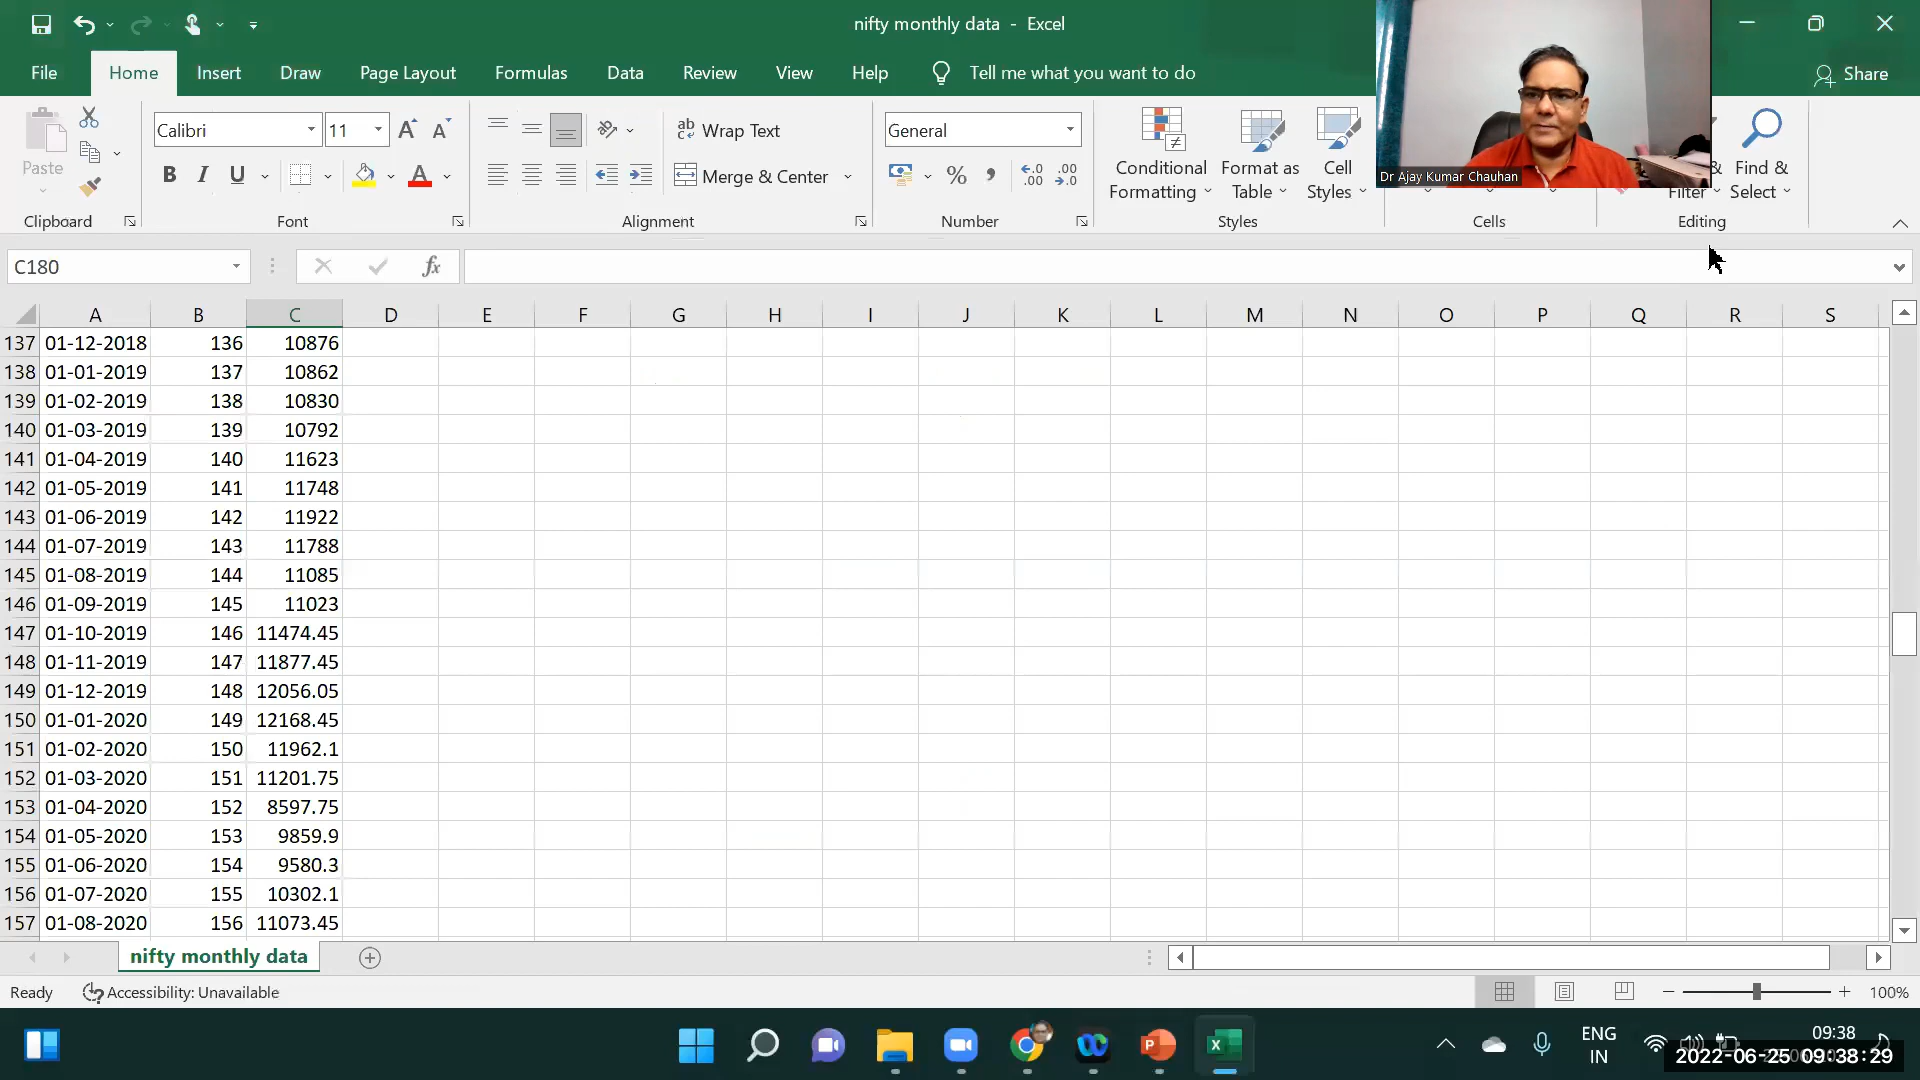 nifty monthly data - Excel
File Home Insert Draw Page Layout Formulas Data Review View Help Tell me what you want to do Share
Paste
Clipboard
Calibri 11
B I U
Font
ab Wrap Text
Merge & Center
Alignment
General
% ,
Number
Conditional Formatting
Format as Table
Cell Styles
Styles
Cells
& Filter
Find & Select
Editing
Dr Ajay Kumar Chauhan
C180 fx
A B C D E F G H I J K L M N O P Q R S
137 01-12-2018 136 10876
138 01-01-2019 137 10862
139 01-02-2019 138 10830
140 01-03-2019 139 10792
141 01-04-2019 140 11623
142 01-05-2019 141 11748
143 01-06-2019 142 11922
144 01-07-2019 143 11788
145 01-08-2019 144 11085
146 01-09-2019 145 11023
147 01-10-2019 146 11474.45
148 01-11-2019 147 11877.45
149 01-12-2019 148 12056.05
150 01-01-2020 149 12168.45
151 01-02-2020 150 11962.1
152 01-03-2020 151 11201.75
153 01-04-2020 152 8597.75
154 01-05-2020 153 9859.9
155 01-06-2020 154 9580.3
156 01-07-2020 155 10302.1
157 01-08-2020 156 11073.45
nifty monthly data
Ready Accessibility: Unavailable 100%
ENG
IN
09:38
2022-06-25 09:38:29